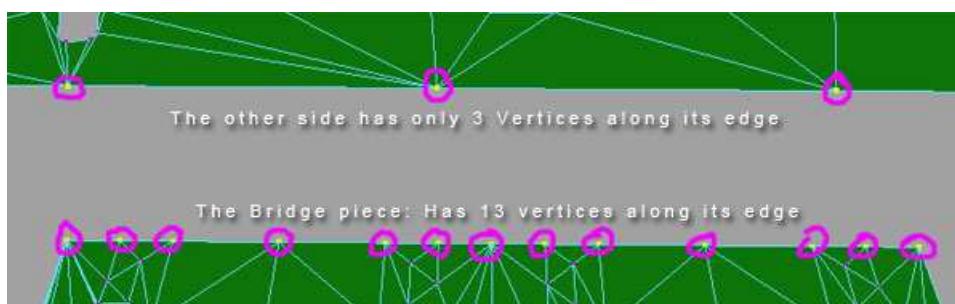 The other side has only 3 Vertices along its edge
The Bridge piece: Has 13 vertices along its edge